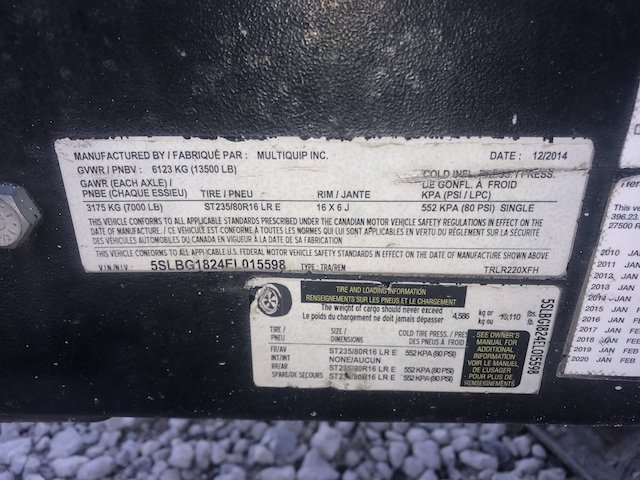 MANUFACTURED BY / FABRIQUÉ PAR : MULTIQUIP INC. DATE : 12/2014
GVWR / PNBV : 6123 KG (13500 LB)
GAWR (EACH AXLE) / COLD INFL. PRESS./PRESS.
PNBE (CHAQUE ESSIEU) TIRE / PNEU RIM / JANTE DE GONFL. À FROID
KPA (PSI / LPC)
3175 KG (7000 LB) ST235/80R16 LR E 16 X 6 J 552 KPA (80 PSI) SINGLE
THIS VEHICLE CONFORMS TO ALL APPLICABLE STANDARDS PRESCRIBED UNDER THE CANADIAN MOTOR VEHICLE SAFETY REGULATIONS IN EFFECT ON THE
DATE OF MANUFACTURE. / CE VÉHICULE EST CONFORME À TOUTES LES NORMES QUI LUI SONT APPLICABLES EN VERTU DU RÈGLEMENT SUR LA SÉCURITÉ
DES VÉHICULES AUTOMOBILES DU CANADA EN VIGUEUR À LA DATE DE SA FABRICATION
THIS VEHICLE CONFORMS TO ALL APPLICABLE U.S. FEDERAL MOTOR VEHICLE SAFETY STANDARDS IN EFFECT ON THE DATE OF MANUFACTURE SHOWN ABOVE
V.I.N./N.I.V.: 5SLBG1824EL015598 TYPE: TRA/REM TRLR220XFH
TIRE AND LOADING INFORMATION
RENSEIGNEMENTS SUR LES PNEUS ET LE CHARGEMENT
The weight of cargo should never exceed
Le poids du chargement ne doit jamais dépasser
4,586 kg or kg ou 10,110 lb. lb.
TIRE / PNEU SIZE DIMENSIONS COLD TIRE PRESS. / PRESS. DES PNEUS À FROID
FR/AV ST235/80R16 LR E 552 KPA (80 PSI)
INT/INT NONE/AUCUN
RR/AR ST235/80R16 LR E 552 KPA (80 PSI)
SPARE/DE SECOURS ST235/80R16 LR E 552 KPA (80 PSI)
SEE OWNER'S
MANUAL FOR
ADDITIONAL
INFORMATION
VOIR LE MANUEL
DE L'USAGER
POUR PLUS DE
RENSEIGNEMENTS
5SLBG1824EL015598
396.23
27500 R
2010 JAN
2011 JAN
2012 JAN
2013 JAN
2014 JAN
2015 JAN
2016 JAN
2017 JAN
2018 JAN FEB
2019 JAN FEB
2020 JAN FEB